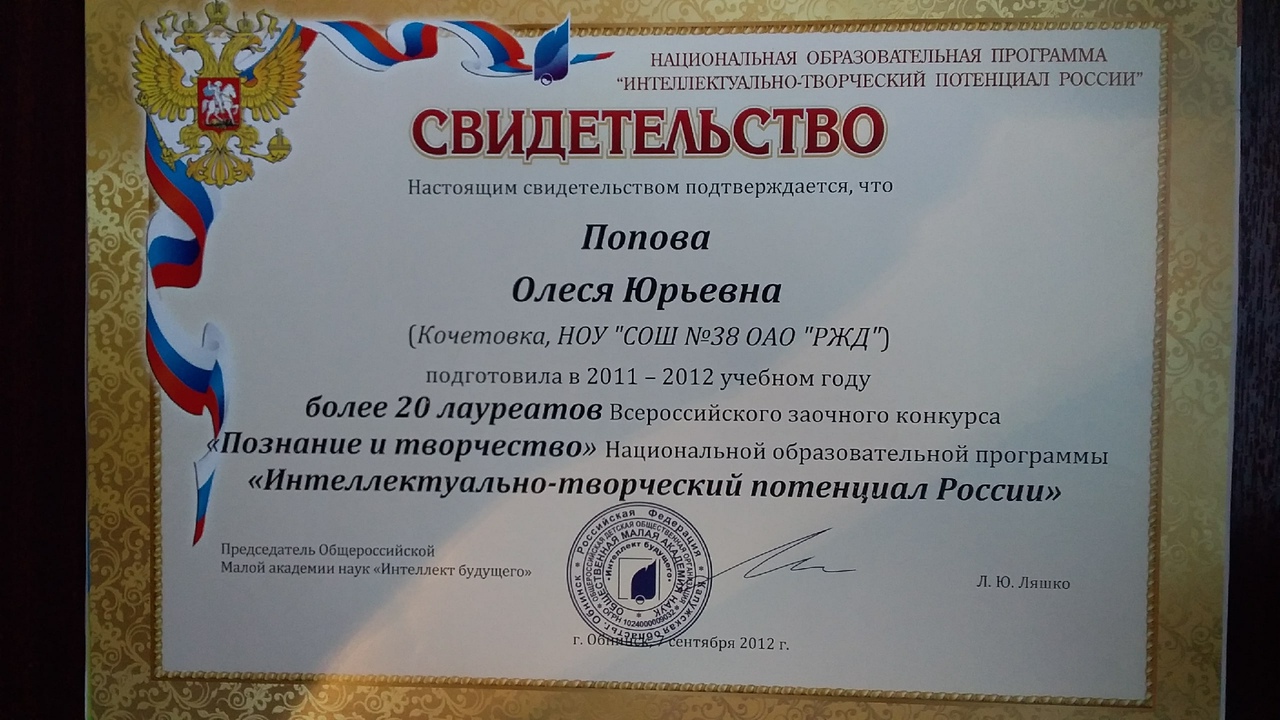 НАЦИОНАЛЬНАЯ ОБРАЗОВАТЕЛЬНАЯ ПРОГРАММА
"ИНТЕЛЛЕКТУАЛЬНО-ТВОРЧЕСКИЙ ПОТЕНЦИАЛ РОССИИ"
СВИДЕТЕЛЬСТВО
Настоящим свидетельством подтверждается, что
Попова
Олеся Юрьевна
(Кочетовка, НОУ "СОШ №38 ОАО "РЖД")
подготовила в 2011 – 2012 учебном году
более 20 лауреатов Всероссийского заочного конкурса
«Познание и творчество» Национальной образовательной программы
«Интеллектуально-творческий потенциал России»
Председатель Общероссийской
Малой академии наук «Интеллект будущего»
Л. Ю. Ляшко
Российская Федерация * Калужская область г. Обнинск *
ОБЩЕРОССИЙСКАЯ ДЕТСКАЯ ОБЩЕСТВЕННАЯ ОРГАНИЗАЦИЯ
ОБЩЕСТВЕННАЯ МАЛАЯ АКАДЕМИЯ НАУК
«Интеллект будущего»
г. Обнинск, 7 сентября 2012 г.